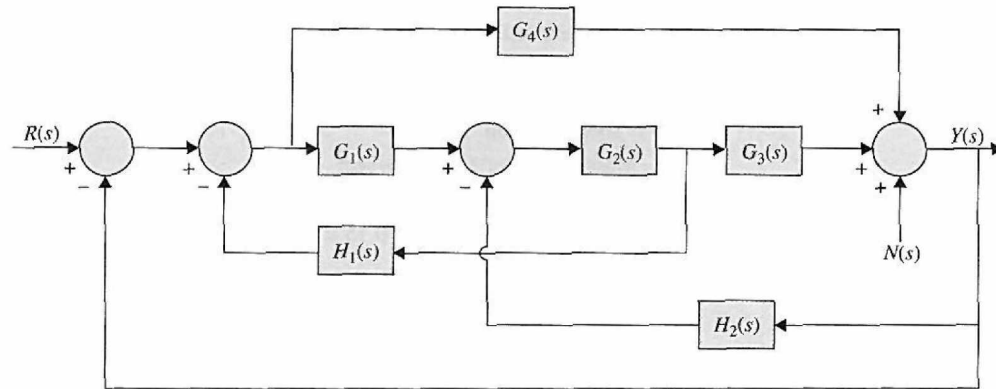 G4(s)
R(s)
+
−
+
−
G1(s)
+
−
G2(s)
G3(s)
+
+
+
Y(s)
H1(s)
N(s)
H2(s)